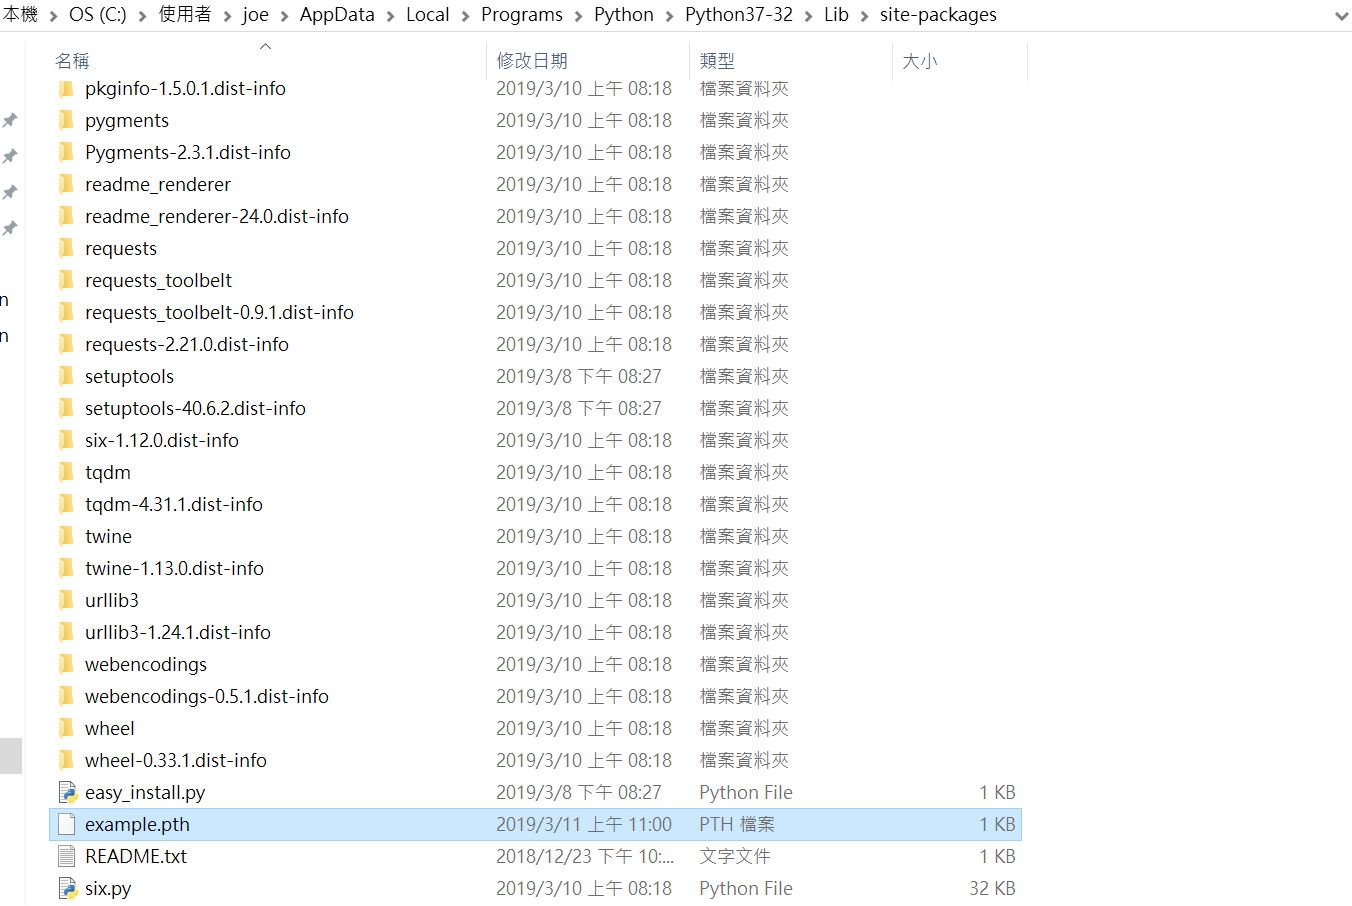 本機 > OS (C:) > 使用者 > joe > AppData > Local > Programs > Python > Python37-32 > Lib > site-packages
名稱 修改日期 類型 大小
pkginfo-1.5.0.1.dist-info 2019/3/10 上午 08:18 檔案資料夾
pygments 2019/3/10 上午 08:18 檔案資料夾
Pygments-2.3.1.dist-info 2019/3/10 上午 08:18 檔案資料夾
readme_renderer 2019/3/10 上午 08:18 檔案資料夾
readme_renderer-24.0.dist-info 2019/3/10 上午 08:18 檔案資料夾
requests 2019/3/10 上午 08:18 檔案資料夾
requests_toolbelt 2019/3/10 上午 08:18 檔案資料夾
n
requests_toolbelt-0.9.1.dist-info 2019/3/10 上午 08:18 檔案資料夾
n
requests-2.21.0.dist-info 2019/3/10 上午 08:18 檔案資料夾
setuptools 2019/3/8 下午 08:27 檔案資料夾
setuptools-40.6.2.dist-info 2019/3/8 下午 08:27 檔案資料夾
six-1.12.0.dist-info 2019/3/10 上午 08:18 檔案資料夾
tqdm 2019/3/10 上午 08:18 檔案資料夾
tqdm-4.31.1.dist-info 2019/3/10 上午 08:18 檔案資料夾
twine 2019/3/10 上午 08:18 檔案資料夾
twine-1.13.0.dist-info 2019/3/10 上午 08:18 檔案資料夾
urllib3 2019/3/10 上午 08:18 檔案資料夾
urllib3-1.24.1.dist-info 2019/3/10 上午 08:18 檔案資料夾
webencodings 2019/3/10 上午 08:18 檔案資料夾
webencodings-0.5.1.dist-info 2019/3/10 上午 08:18 檔案資料夾
wheel 2019/3/10 上午 08:18 檔案資料夾
wheel-0.33.1.dist-info 2019/3/10 上午 08:18 檔案資料夾
easy_install.py 2019/3/8 下午 08:27 Python File 1 KB
example.pth 2019/3/11 上午 11:00 PTH 檔案 1 KB
README.txt 2018/12/23 下午 10:... 文字文件 1 KB
six.py 2019/3/10 上午 08:18 Python File 32 KB